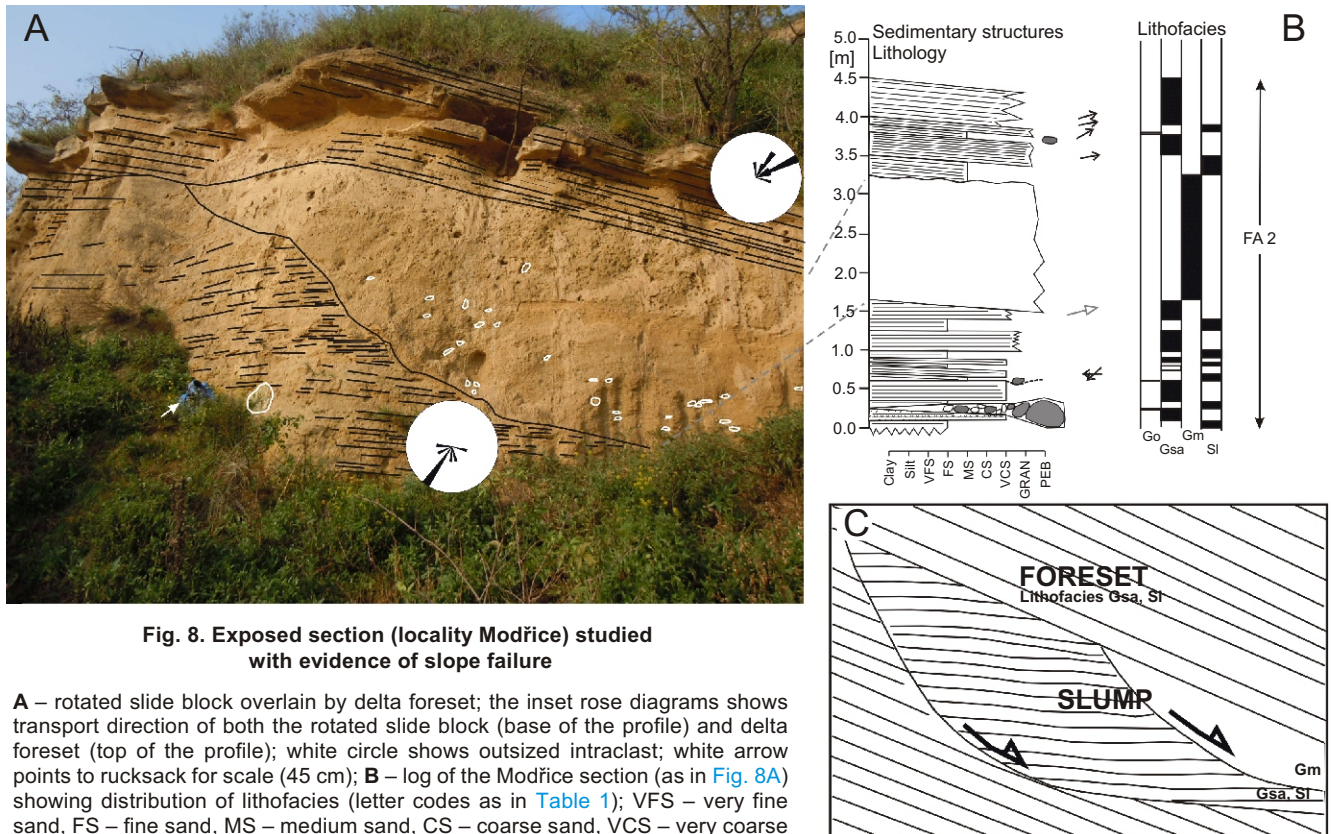 A
Sedimentary structures
Lithology
Lithofacies
B
5.0
[m]
4.5
4.0
3.5
3.0
2.5
2.0
1.5
1.0
0.5
0.0
FA 2
Go
Gsa
Gm
Sl
Clay
Silt
VFS
FS
MS
CS
VCS
GRAN
PEB
C
FORESET
Lithofacies Gsa, Sl
SLUMP
Gm
Gsa, Sl
Fig. 8. Exposed section (locality Modřice) studied
with evidence of slope failure
A – rotated slide block overlain by delta foreset; the inset rose diagrams shows
transport direction of both the rotated slide block (base of the profile) and delta
foreset (top of the profile); white circle shows outsized intraclast; white arrow
points to rucksack for scale (45 cm); B – log of the Modřice section (as in Fig. 8A)
showing distribution of lithofacies (letter codes as in Table 1); VFS – very fine
sand, FS – fine sand, MS – medium sand, CS – coarse sand, VCS – very coarse